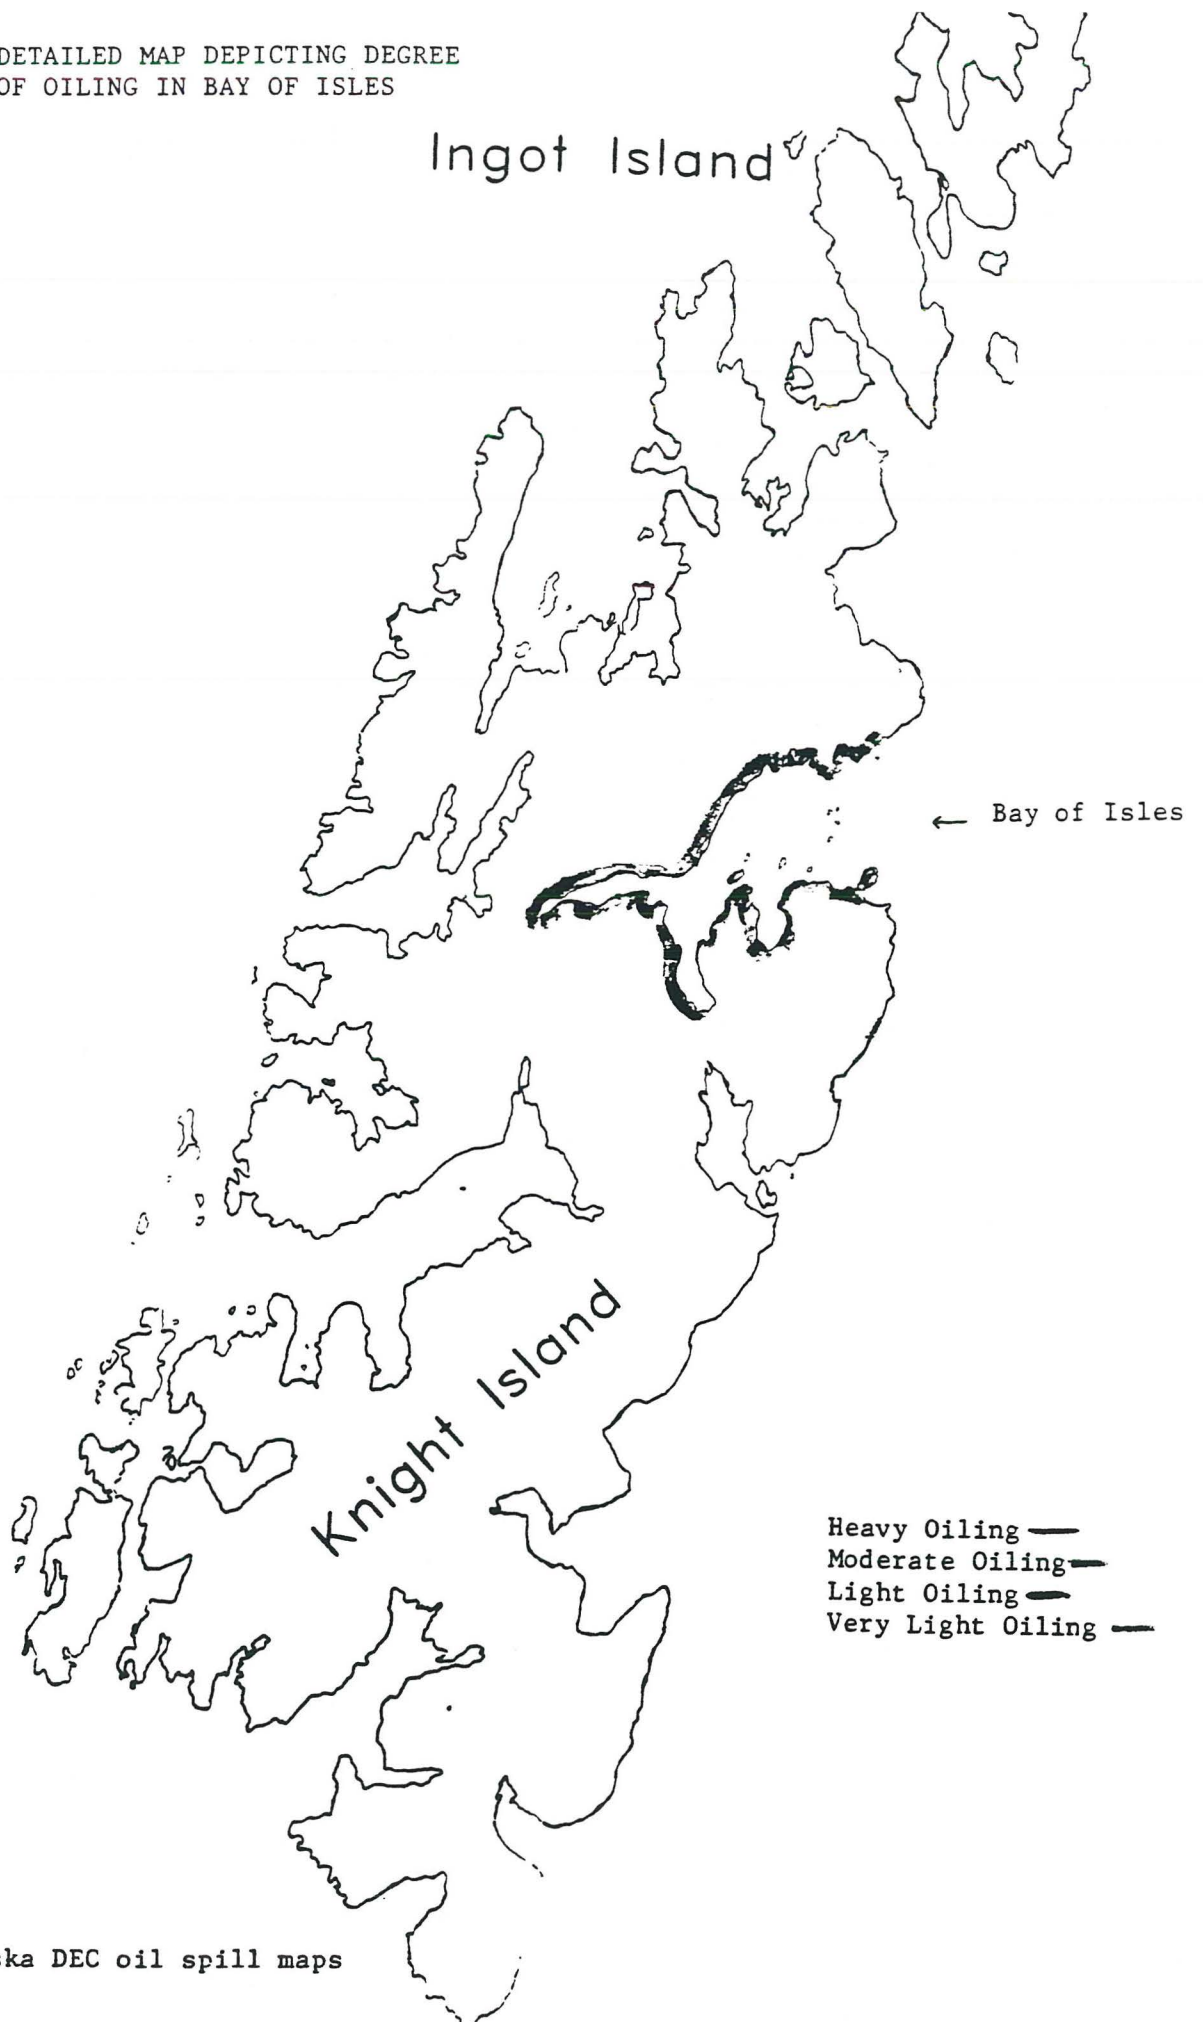 DETAILED MAP DEPICTING DEGREE
OF OILING IN BAY OF ISLES
Ingot Island
Bay of Isles
Knight Island
Heavy Oiling
Moderate Oiling
Light Oiling
Very Light Oiling
ska DEC oil spill maps